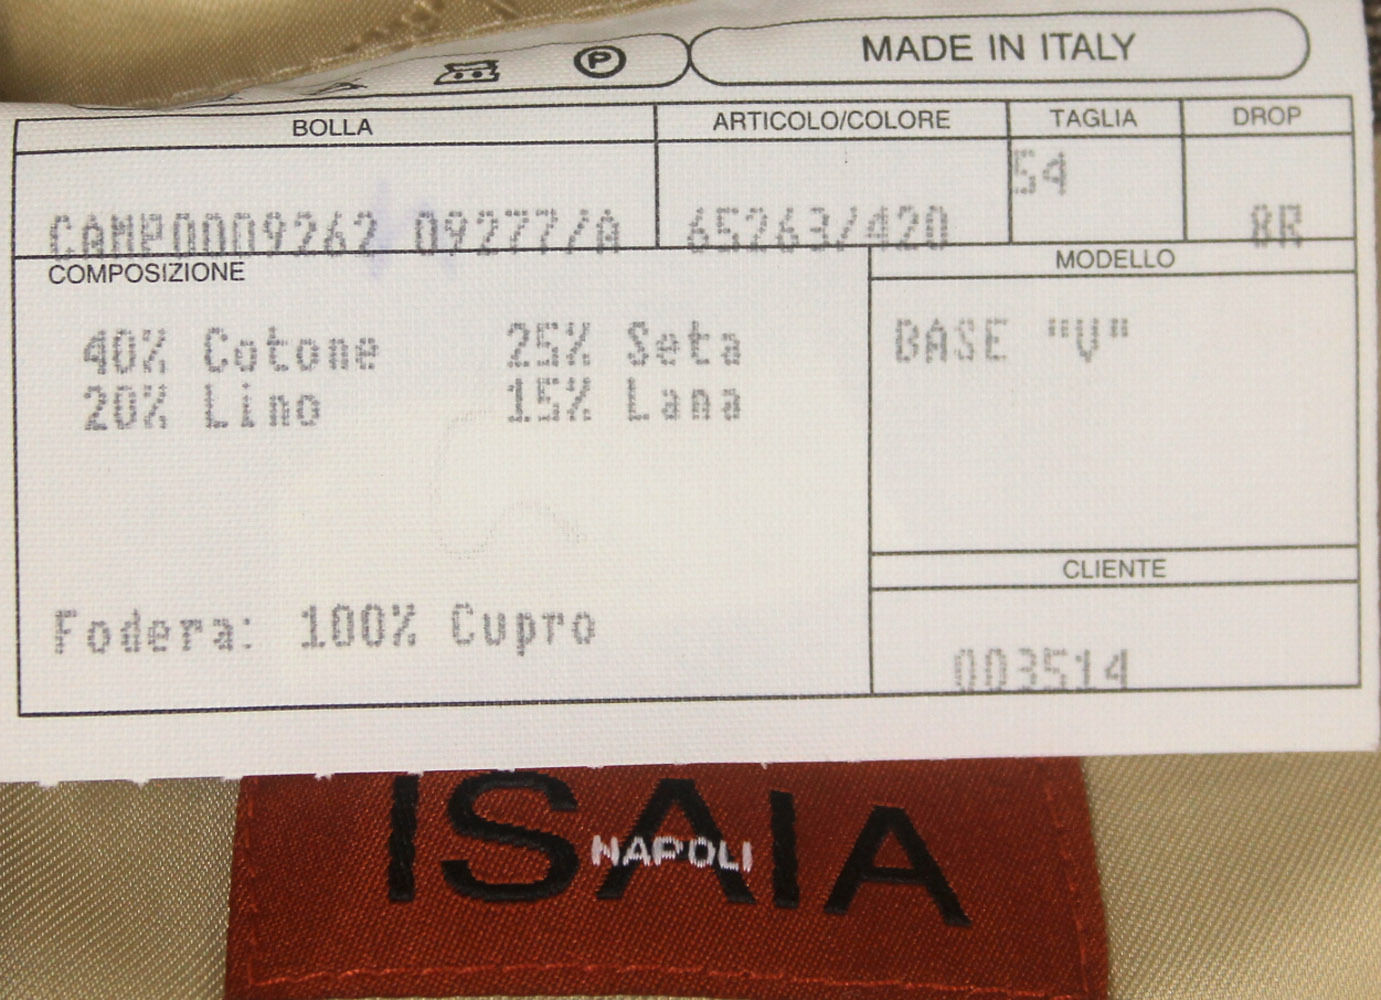 P
MADE IN ITALY
BOLLA
ARTICOLO/COLORE
TAGLIA
DROP
CAMP0009262 09277/A
65263/420
54
8R
COMPOSIZIONE
MODELLO
40% Cotone 25% Seta
20% Lino 15% Lana
BASE "V"
CLIENTE
Fodera: 100% Cupro
003514
ISAIA
NAPOLI